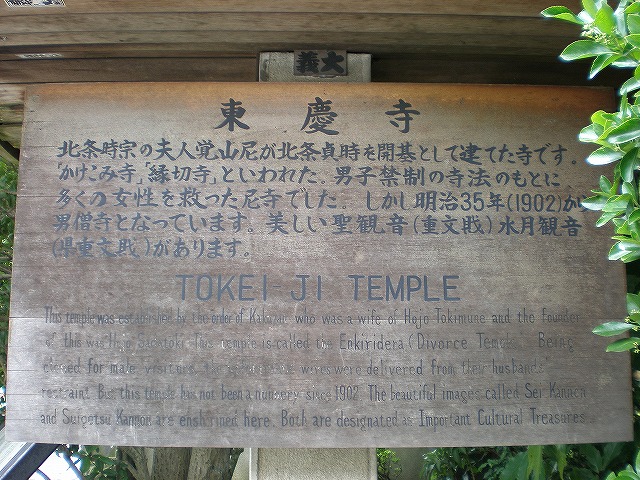 大義
東慶寺
北条時宗の夫人覚山尼が北条貞時を開基として建てた寺です。
かけこみ寺」「縁切寺」といわれた、男子禁制の寺法のもとに、
多くの女性を救った尼寺でした。しかし明治35年(1902)から
男僧寺となっています。美しい聖観音(重文戝)水月観音
(県重文戝)があります。
TOKEI JI TEMPLE
This temple was established by the order of who was a wife of Hojo Tokimune and the Founder
of this was Hojo Sadatoki. This temple is called the Enkiridera (Divorce Temple). Being
closed for male visitors, wives were delivered from their husbands
restraint. But this temple has not been a nunnery since 1902. The beautiful images called Sei Kannon
and Suigetsu Kannon are enshrined here. Both are designated as Important Cultural Treasures